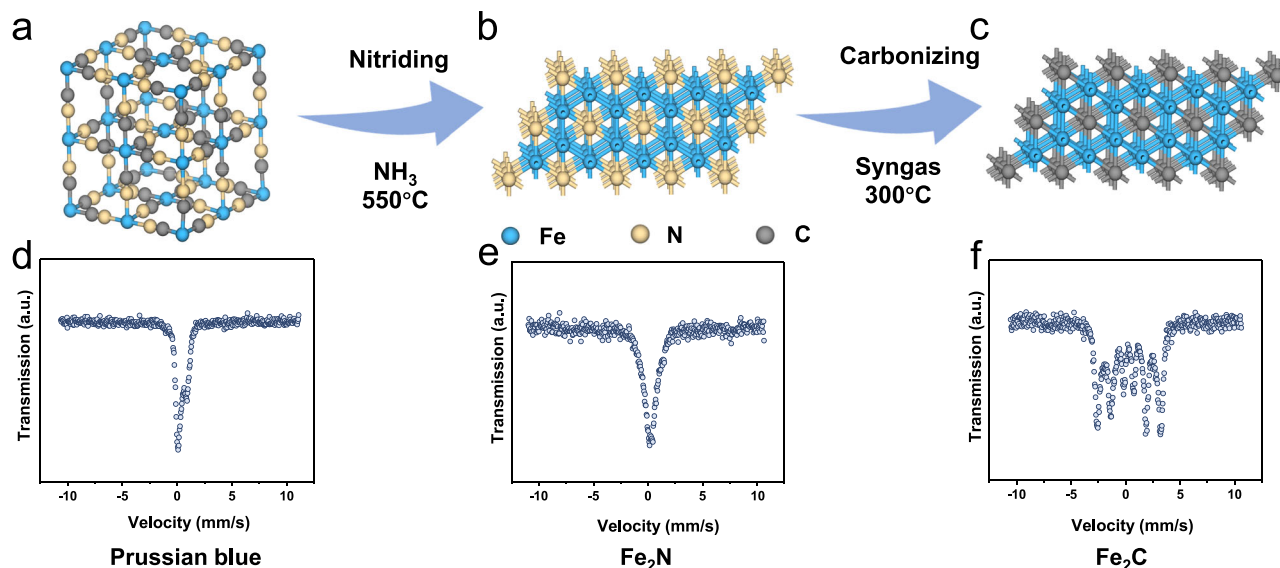 a
b
c
Nitriding
NH₃
550°C
Carbonizing
Syngas
300°C
Fe
N
C
d
e
f
Transmission (a.u.)
-10
-5
0
5
10
Velocity (mm/s)
Prussian blue
Transmission (a.u.)
-10
-5
0
5
10
Velocity (mm/s)
Fe₂N
Transmission (a.u.)
-10
-5
0
5
10
Velocity (mm/s)
Fe₂C